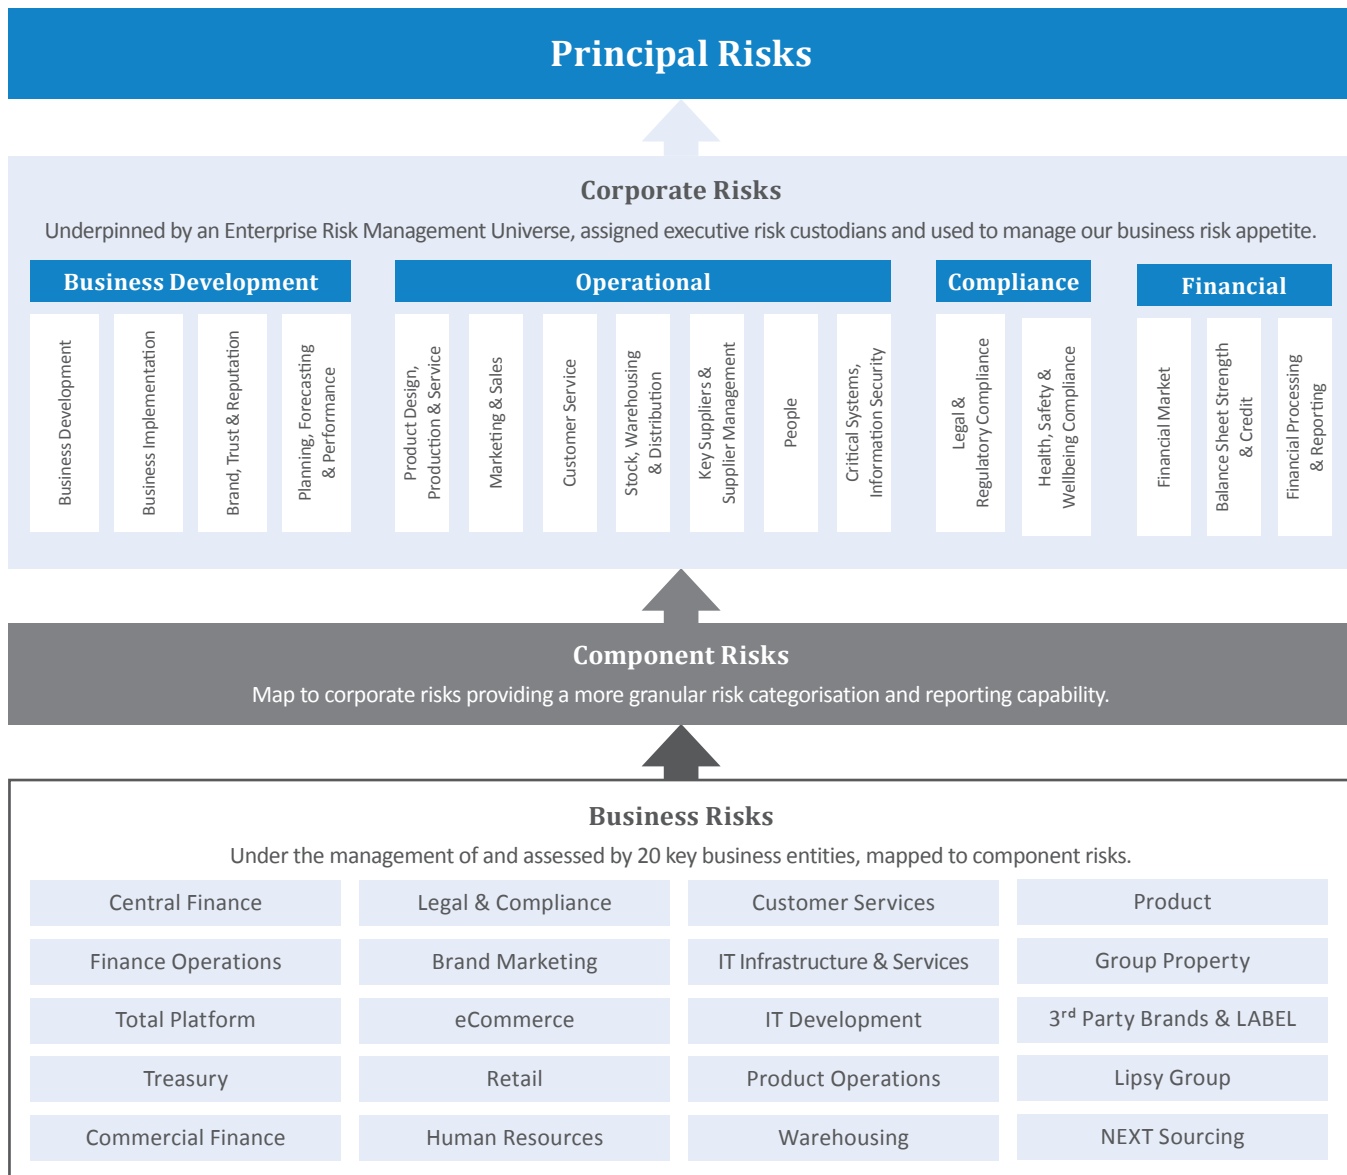 Principal Risks
Corporate Risks
Underpinned by an Enterprise Risk Management Universe, assigned executive risk custodians and used to manage our business risk appetite.
Business Development
Business Development
Business Implementation
Brand, Trust & Reputation
Planning, Forecasting
& Performance
Operational
Product Design,
Production & Service
Marketing & Sales
Customer Service
Stock, Warehousing
& Distribution
Key Suppliers &
Supplier Management
People
Critical Systems,
Information Security
Compliance
Legal &
Regulatory Compliance
Health, Safety &
Wellbeing Compliance
Financial
Financial Market
Balance Sheet Strength
& Credit
Financial Processing
& Reporting
Component Risks
Map to corporate risks providing a more granular risk categorisation and reporting capability.
Business Risks
Under the management of and assessed by 20 key business entities, mapped to component risks.
Central Finance
Legal & Compliance
Customer Services
Product
Finance Operations
Brand Marketing
IT Infrastructure & Services
Group Property
Total Platform
eCommerce
IT Development
3rd Party Brands & LABEL
Treasury
Retail
Product Operations
Lipsy Group
Commercial Finance
Human Resources
Warehousing
NEXT Sourcing